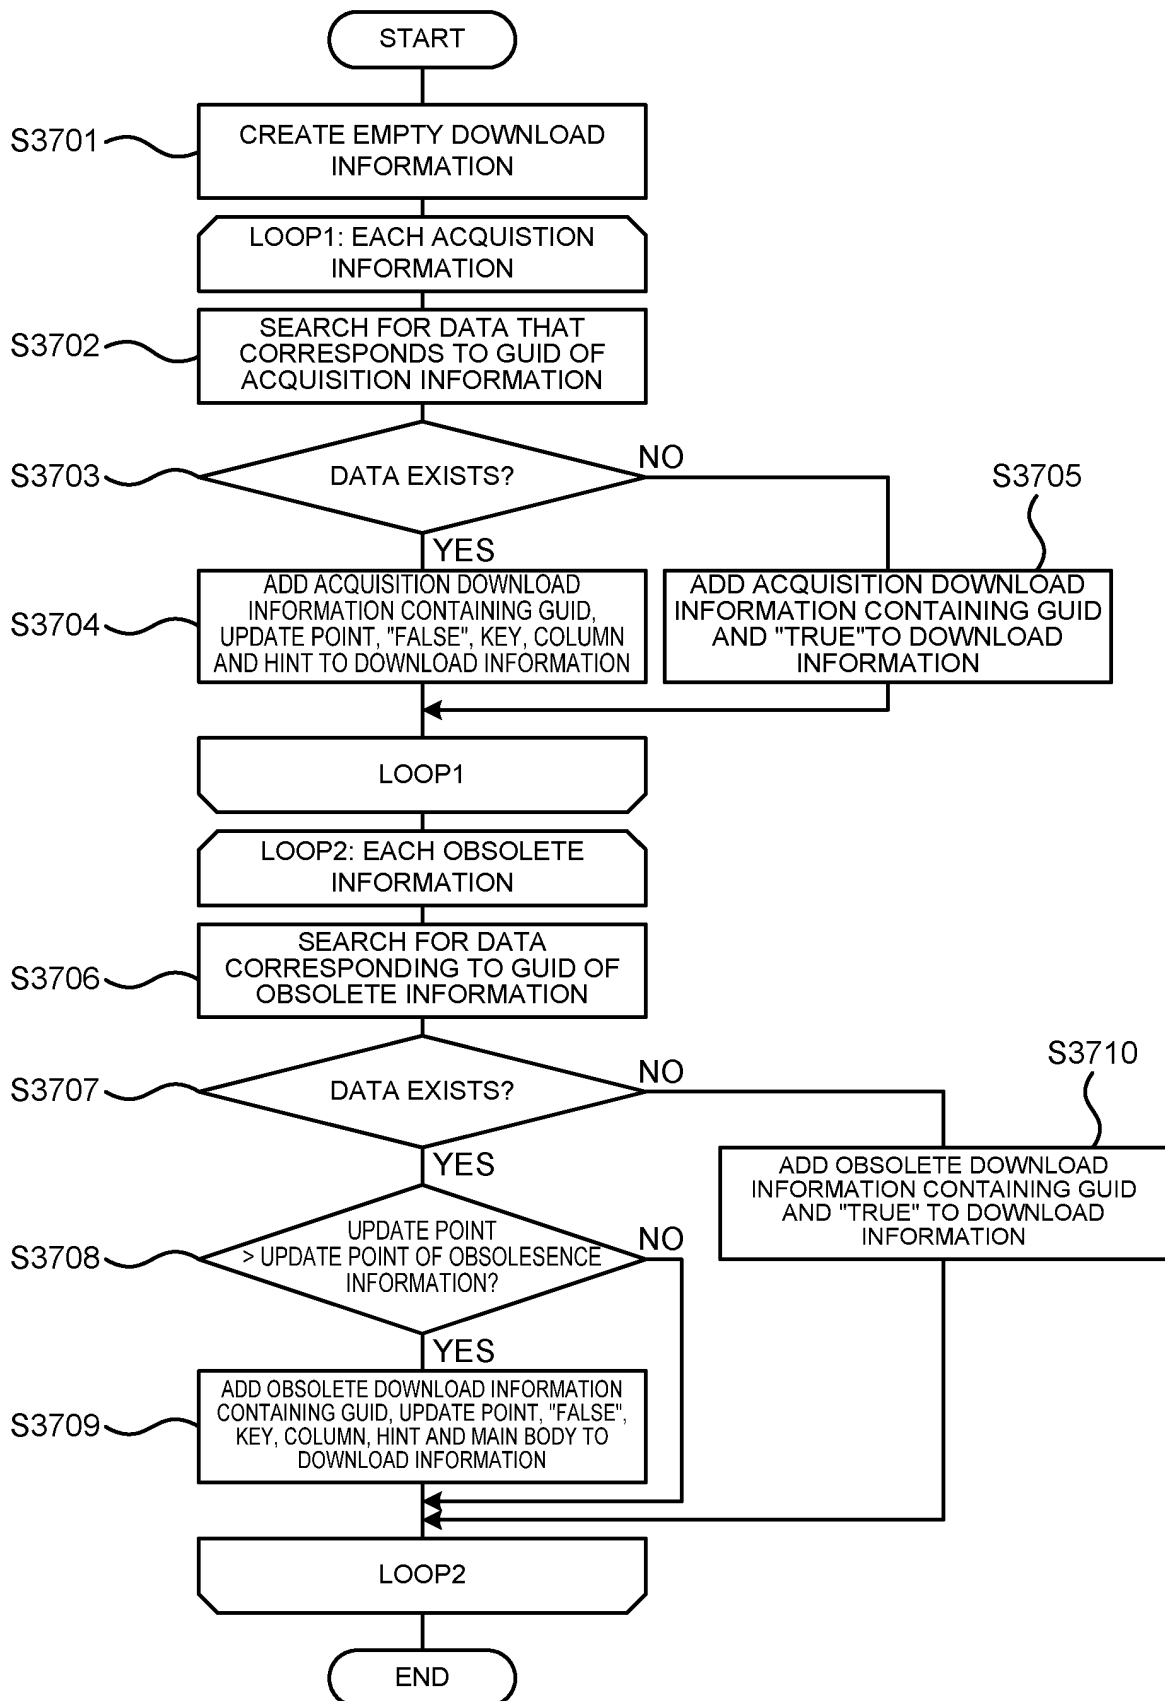 START
S3701
CREATE EMPTY DOWNLOAD
INFORMATION
LOOP1: EACH ACQUISTION
INFORMATION
S3702
SEARCH FOR DATA THAT
CORRESPONDS TO GUID OF
ACQUISITION INFORMATION
S3703
DATA EXISTS?
NO
YES
S3705
S3704
ADD ACQUISITION DOWNLOAD
INFORMATION CONTAINING GUID,
UPDATE POINT, "FALSE", KEY, COLUMN
AND HINT TO DOWNLOAD INFORMATION
ADD ACQUISITION DOWNLOAD
INFORMATION CONTAINING GUID
AND "TRUE"TO DOWNLOAD
INFORMATION
LOOP1
LOOP2: EACH OBSOLETE
INFORMATION
S3706
SEARCH FOR DATA
CORRESPONDING TO GUID OF
OBSOLETE INFORMATION
S3707
DATA EXISTS?
NO
YES
S3710
ADD OBSOLETE DOWNLOAD
INFORMATION CONTAINING GUID
AND "TRUE" TO DOWNLOAD
INFORMATION
S3708
UPDATE POINT
> UPDATE POINT OF OBSOLESENCE
INFORMATION?
NO
YES
S3709
ADD OBSOLETE DOWNLOAD INFORMATION
CONTAINING GUID, UPDATE POINT, "FALSE",
KEY, COLUMN, HINT AND MAIN BODY TO
DOWNLOAD INFORMATION
LOOP2
END